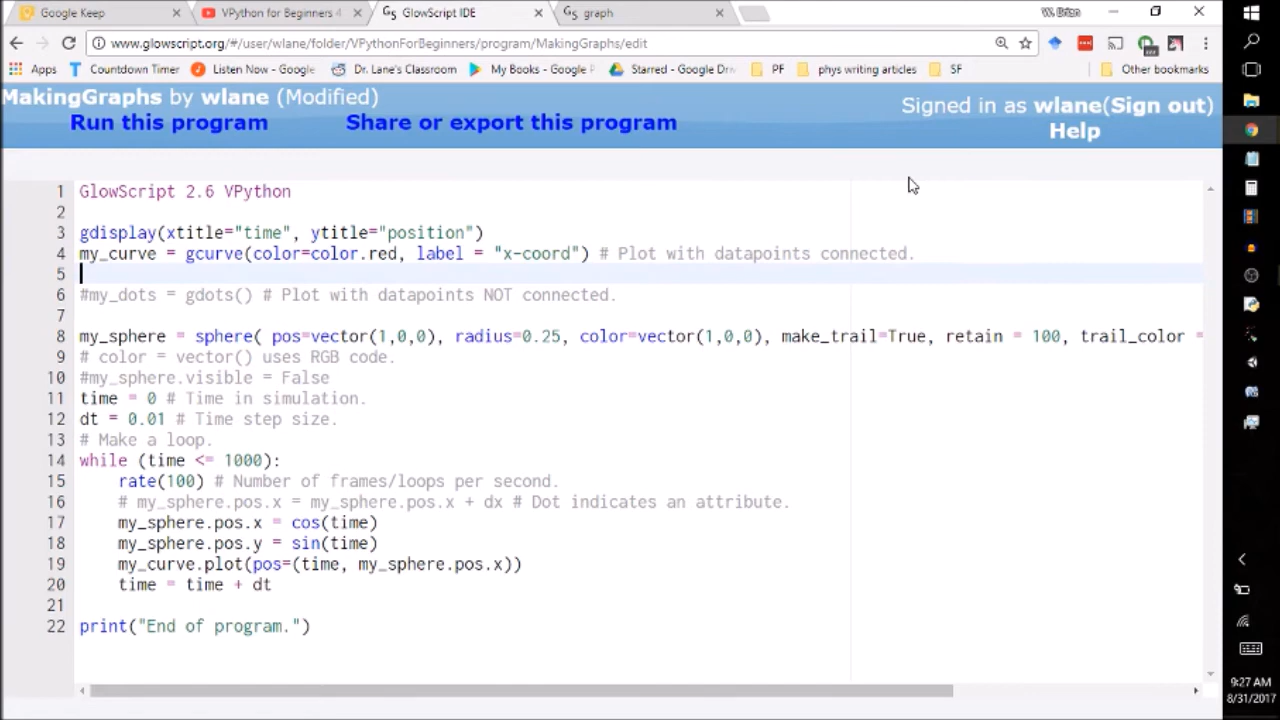 Google Keep
VPython for Beginners 4
GlowScript IDE
graph
W. Brian
www.glowscript.org/#/user/wlane/folder/VPythonForBeginners/program/MakingGraphs/edit
Apps
Countdown Timer
Listen Now - Google
Dr. Lane's Classroom
My Books - Google P
Starred - Google Driv
PF
phys writing articles
SF
Other bookmarks
MakingGraphs by wlane (Modified)
Signed in as wlane(Sign out)
Run this program
Share or export this program
Help
1 GlowScript 2.6 VPython
2
3 gdisplay(xtitle="time", ytitle="position")
4 my_curve = gcurve(color=color.red, label = "x-coord") # Plot with datapoints connected.
5
6 #my_dots = gdots() # Plot with datapoints NOT connected.
7
8 my_sphere = sphere( pos=vector(1,0,0), radius=0.25, color=vector(1,0,0), make_trail=True, retain = 100, trail_color =
9 # color = vector() uses RGB code.
10 #my_sphere.visible = False
11 time = 0 # Time in simulation.
12 dt = 0.01 # Time step size.
13 # Make a loop.
14 while (time <= 1000):
15 rate(100) # Number of frames/loops per second.
16 # my_sphere.pos.x = my_sphere.pos.x + dx # Dot indicates an attribute.
17 my_sphere.pos.x = cos(time)
18 my_sphere.pos.y = sin(time)
19 my_curve.plot(pos=(time, my_sphere.pos.x))
20 time = time + dt
21
22 print("End of program.")
9:27 AM
8/31/2017